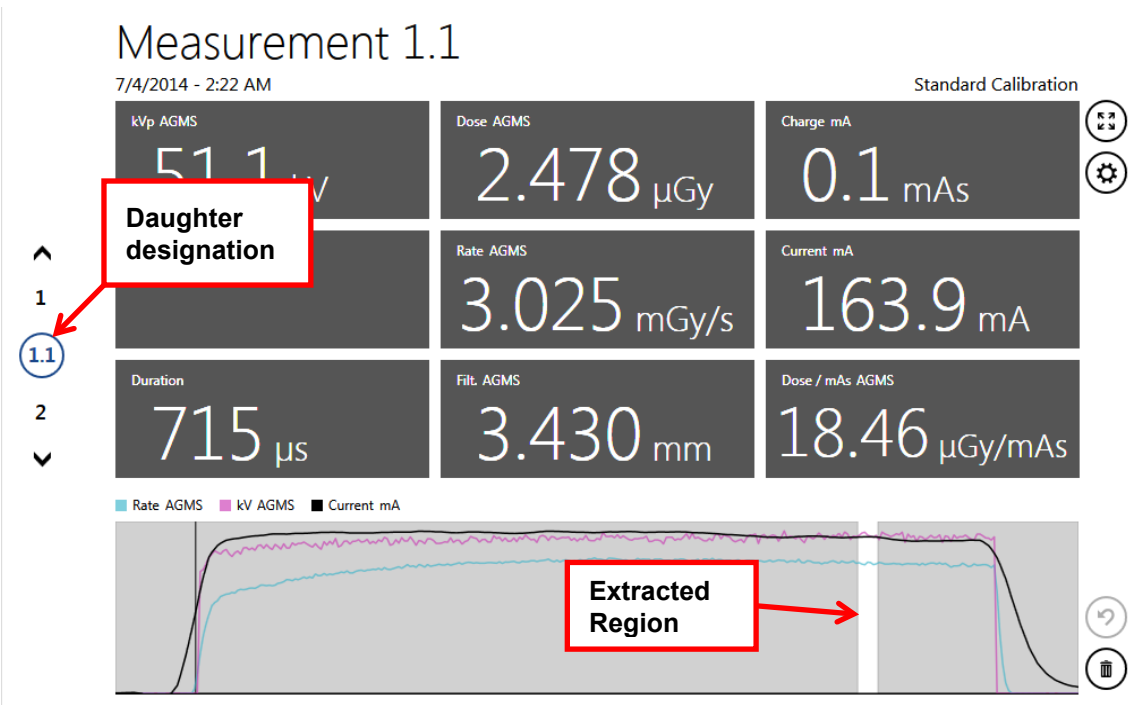 Measurement 1.1
7/4/2014 - 2:22 AM
Standard Calibration
kVp AGMS
51.1 kV
Dose AGMS
2.478 µGy
Charge mA
0.1 mAs
Daughter
designation
Rate AGMS
3.025 mGy/s
Current mA
163.9 mA
1
1.1
2
Duration
715 µs
Filt. AGMS
3.430 mm
Dose / mAs AGMS
18.46 µGy/mAs
Rate AGMS kV AGMS Current mA
Extracted
Region